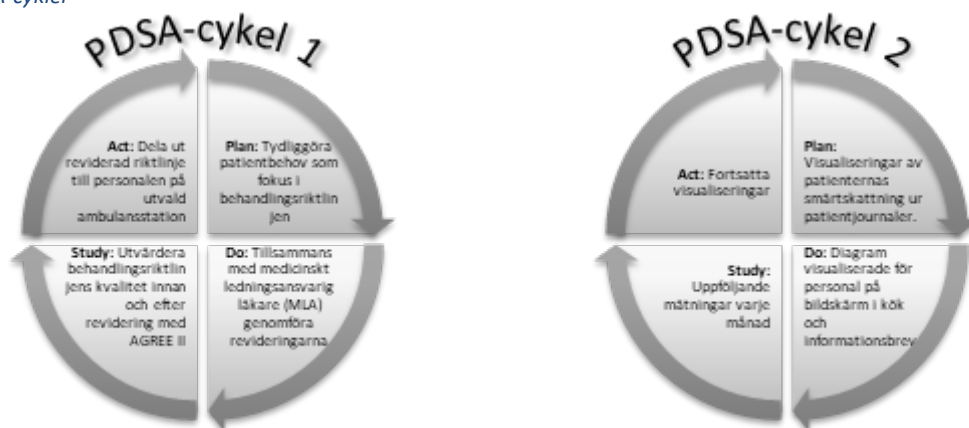 PDSA-cykel 1
Act: Dela ut
reviderad riktlinje
till personalen på
utvald
ambulansstation
Plan: Tydliggöra
patientbehov som
fokus i
behandlingsriktlin
jen
Study: Utvärdera
behandlingsriktlin
jens kvalitet innan
och efter
revidering med
AGREE II
Do: Tillsammans
med medicinskt
ledningsansvarig
läkare (MLA)
genomföra
revideringarna
PDSA-cykel 2
Act: Fortsatta
visualiseringar
Plan:
Visualiseringar av
patienternas
smärtskattning ur
patientjournaler.
Study:
Uppföljande
mätningar varje
månad
Do: Diagram
visualiserade för
personal på
bildskärm i kök
och
informationsbrev